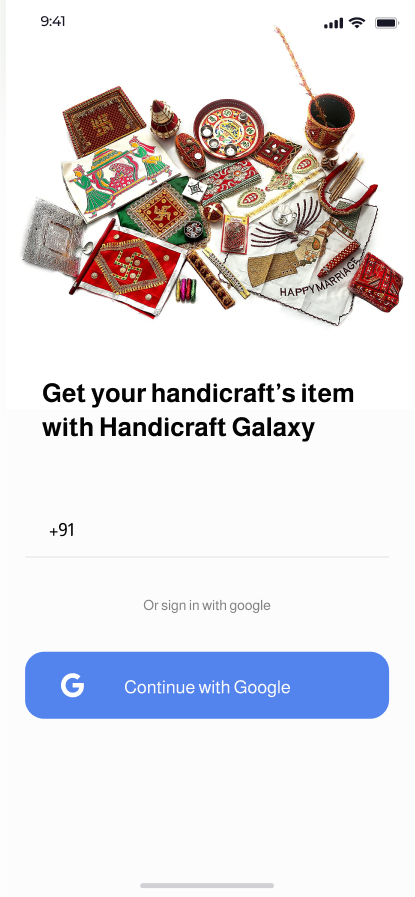 9:41
HAPPY MARRIAGE
Get your handicraft’s item
with Handicraft Galaxy
+91
Or sign in with google
G
Continue with Google